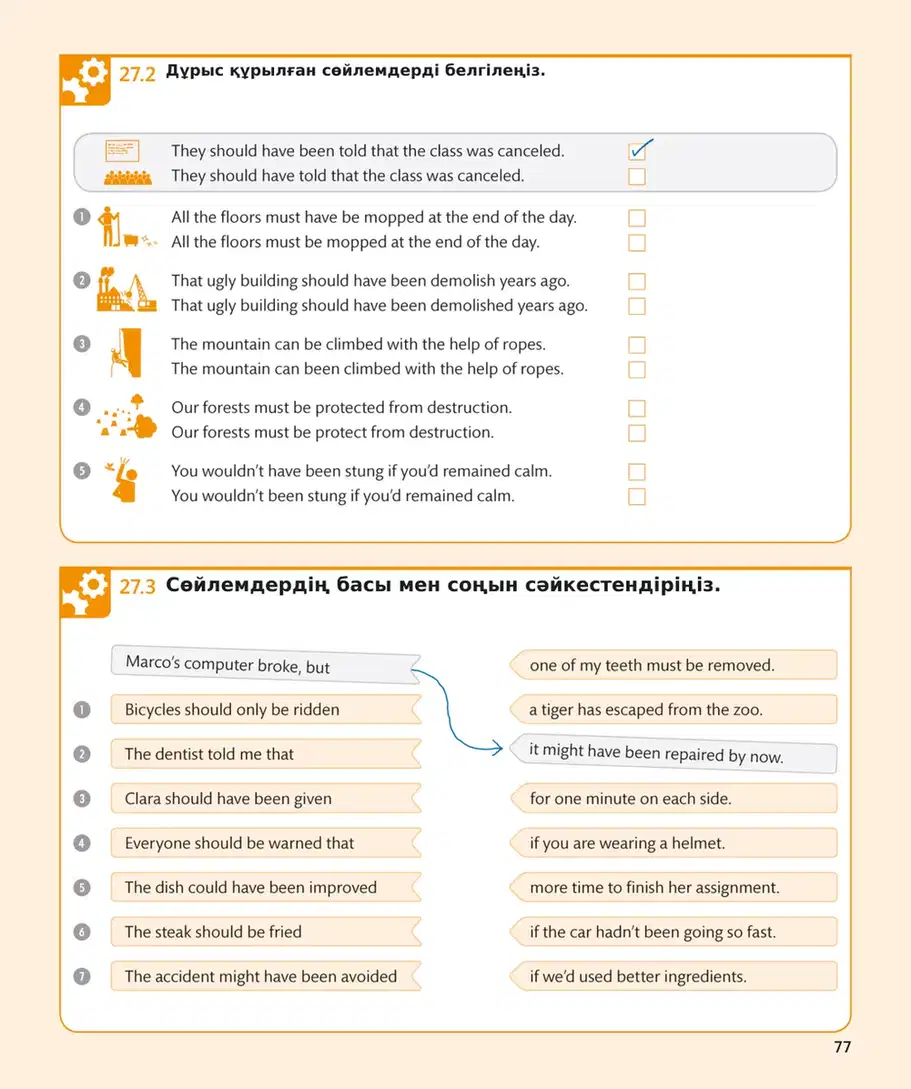 27.2 Дұрыс құрылған сөйлемдерді белгілеңіз.
They should have been told that the class was canceled.
They should have told that the class was canceled.
1 All the floors must have be mopped at the end of the day.
All the floors must be mopped at the end of the day.
2 That ugly building should have been demolish years ago.
That ugly building should have been demolished years ago.
3 The mountain can be climbed with the help of ropes.
The mountain can been climbed with the help of ropes.
4 Our forests must be protected from destruction.
Our forests must be protect from destruction.
5 You wouldn’t have been stung if you’d remained calm.
You wouldn’t been stung if you’d remained calm.
27.3 Сөйлемдердің басы мен соңын сәйкестендіріңіз.
Marco’s computer broke, but
one of my teeth must be removed.
1 Bicycles should only be ridden
a tiger has escaped from the zoo.
2 The dentist told me that
it might have been repaired by now.
3 Clara should have been given
for one minute on each side.
4 Everyone should be warned that
if you are wearing a helmet.
5 The dish could have been improved
more time to finish her assignment.
6 The steak should be fried
if the car hadn’t been going so fast.
7 The accident might have been avoided
if we’d used better ingredients.
77